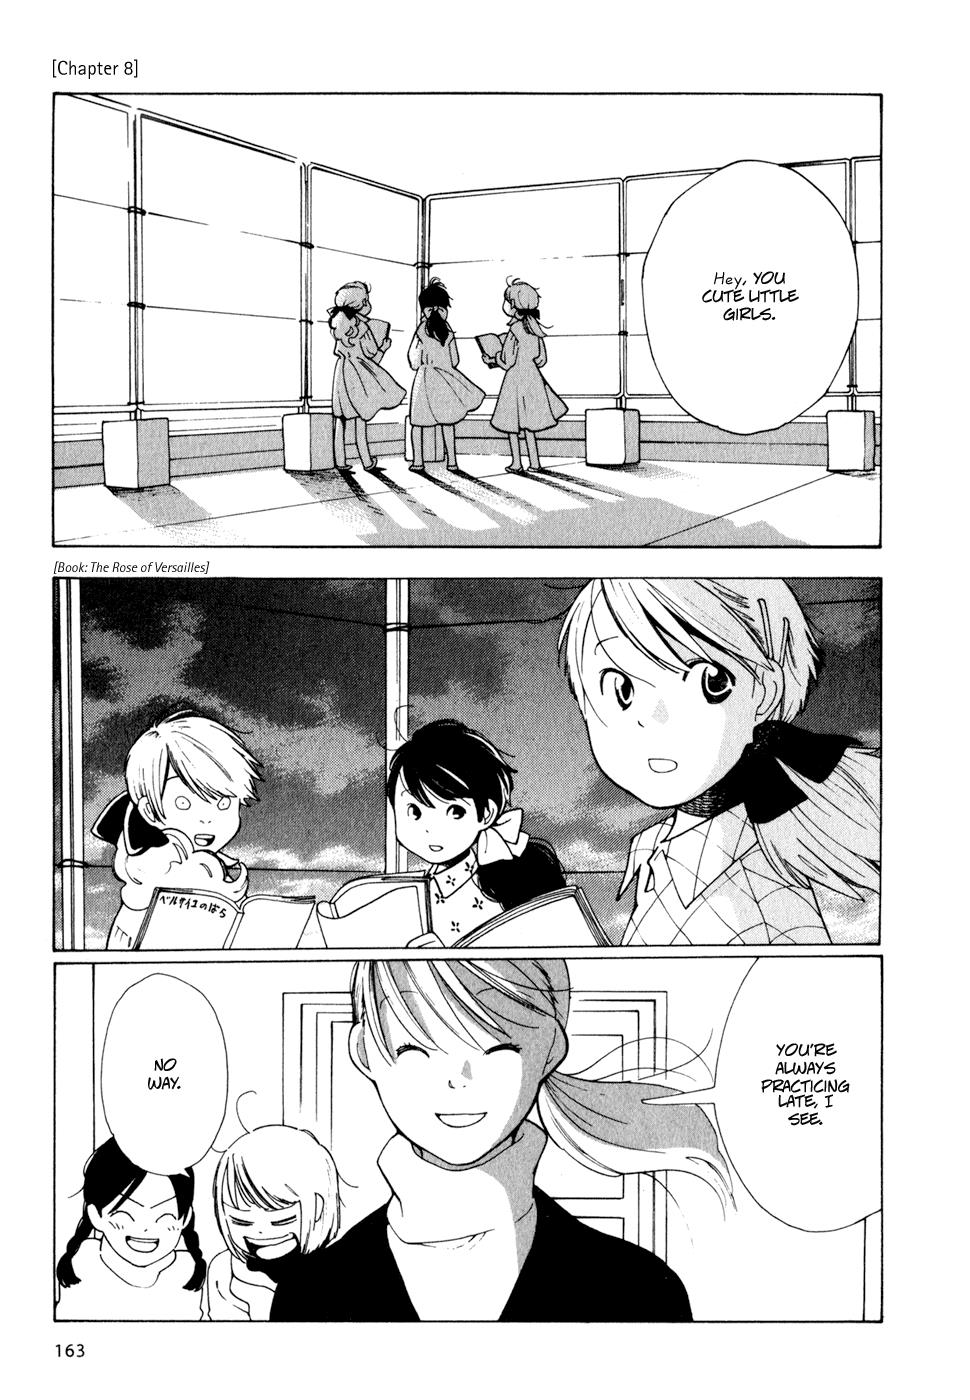 [Chapter 8]
Hey, YOU
CUTE LITTLE
GIRLS.
[Book: The Rose of Versailles]
ベルサイユのばら
NO
WAY.
YOU'RE
ALWAYS
PRACTICING
LATE, I
SEE.
163